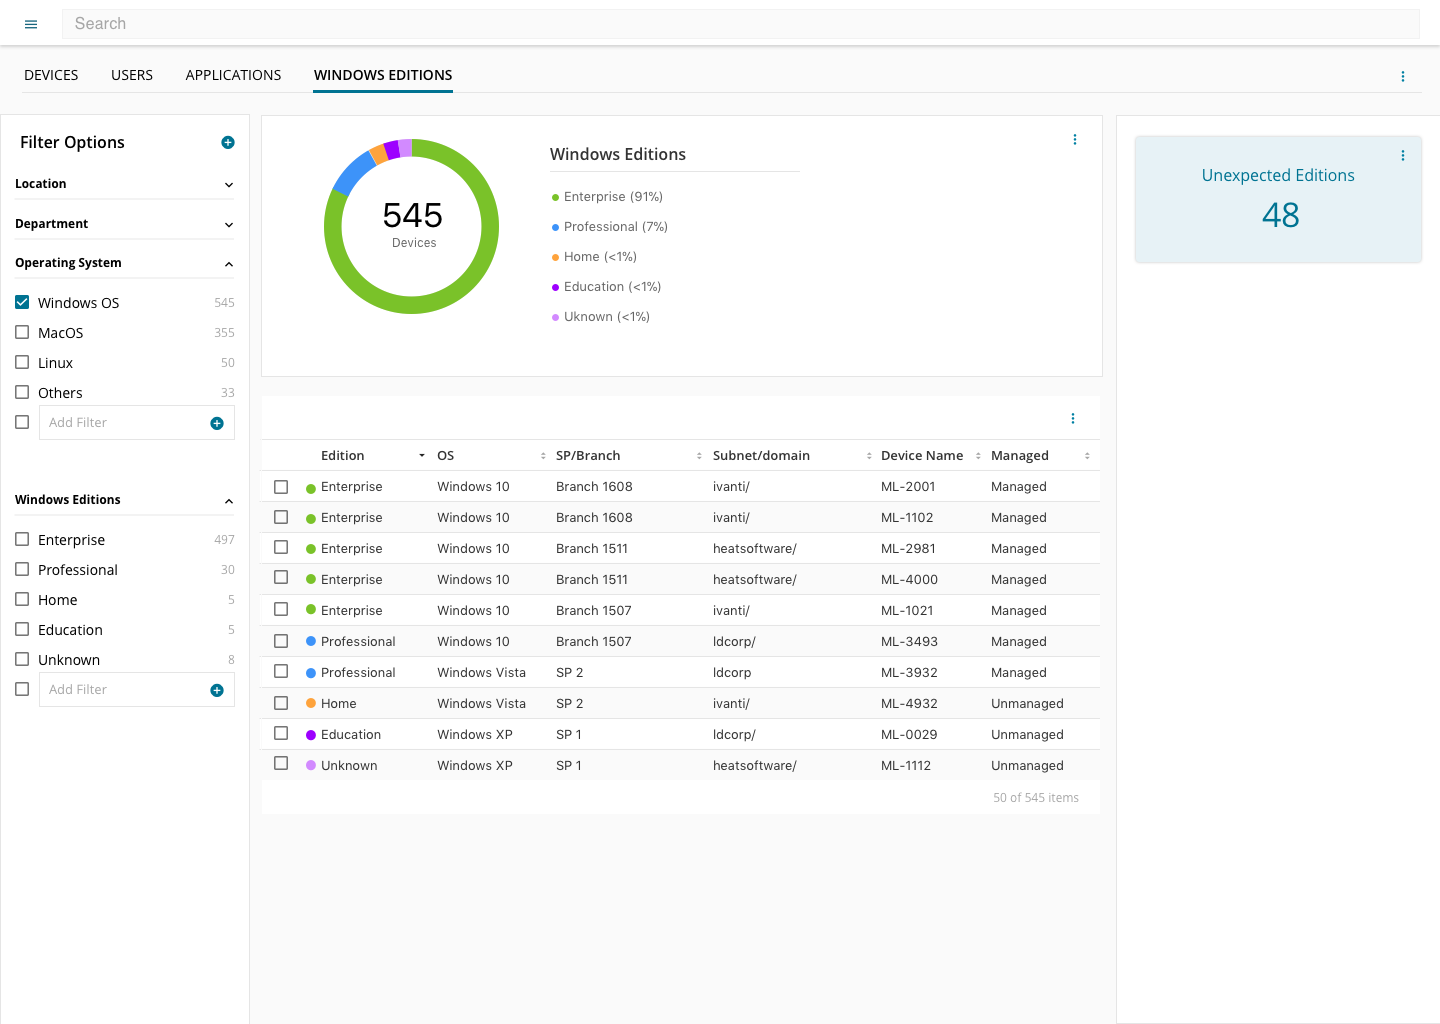 Search
DEVICES USERS APPLICATIONS WINDOWS EDITIONS
Filter Options
Location
Department
Operating System
Windows OS 545
MacOS 355
Linux 50
Others 33
Add Filter
Windows Editions
Enterprise 497
Professional 30
Home 5
Education 5
Unknown 8
Add Filter
545
Devices
Windows Editions
Enterprise (91%)
Professional (7%)
Home (<1%)
Education (<1%)
Uknown (<1%)
Edition OS SP/Branch Subnet/domain Device Name Managed
Enterprise Windows 10 Branch 1608 ivanti/ ML-2001 Managed
Enterprise Windows 10 Branch 1608 ivanti/ ML-1102 Managed
Enterprise Windows 10 Branch 1511 heatsoftware/ ML-2981 Managed
Enterprise Windows 10 Branch 1511 heatsoftware/ ML-4000 Managed
Enterprise Windows 10 Branch 1507 ivanti/ ML-1021 Managed
Professional Windows 10 Branch 1507 ldcorp/ ML-3493 Managed
Professional Windows Vista SP 2 ldcorp ML-3932 Managed
Home Windows Vista SP 2 ivanti/ ML-4932 Unmanaged
Education Windows XP SP 1 ldcorp/ ML-0029 Unmanaged
Unknown Windows XP SP 1 heatsoftware/ ML-1112 Unmanaged
50 of 545 items
Unexpected Editions
48